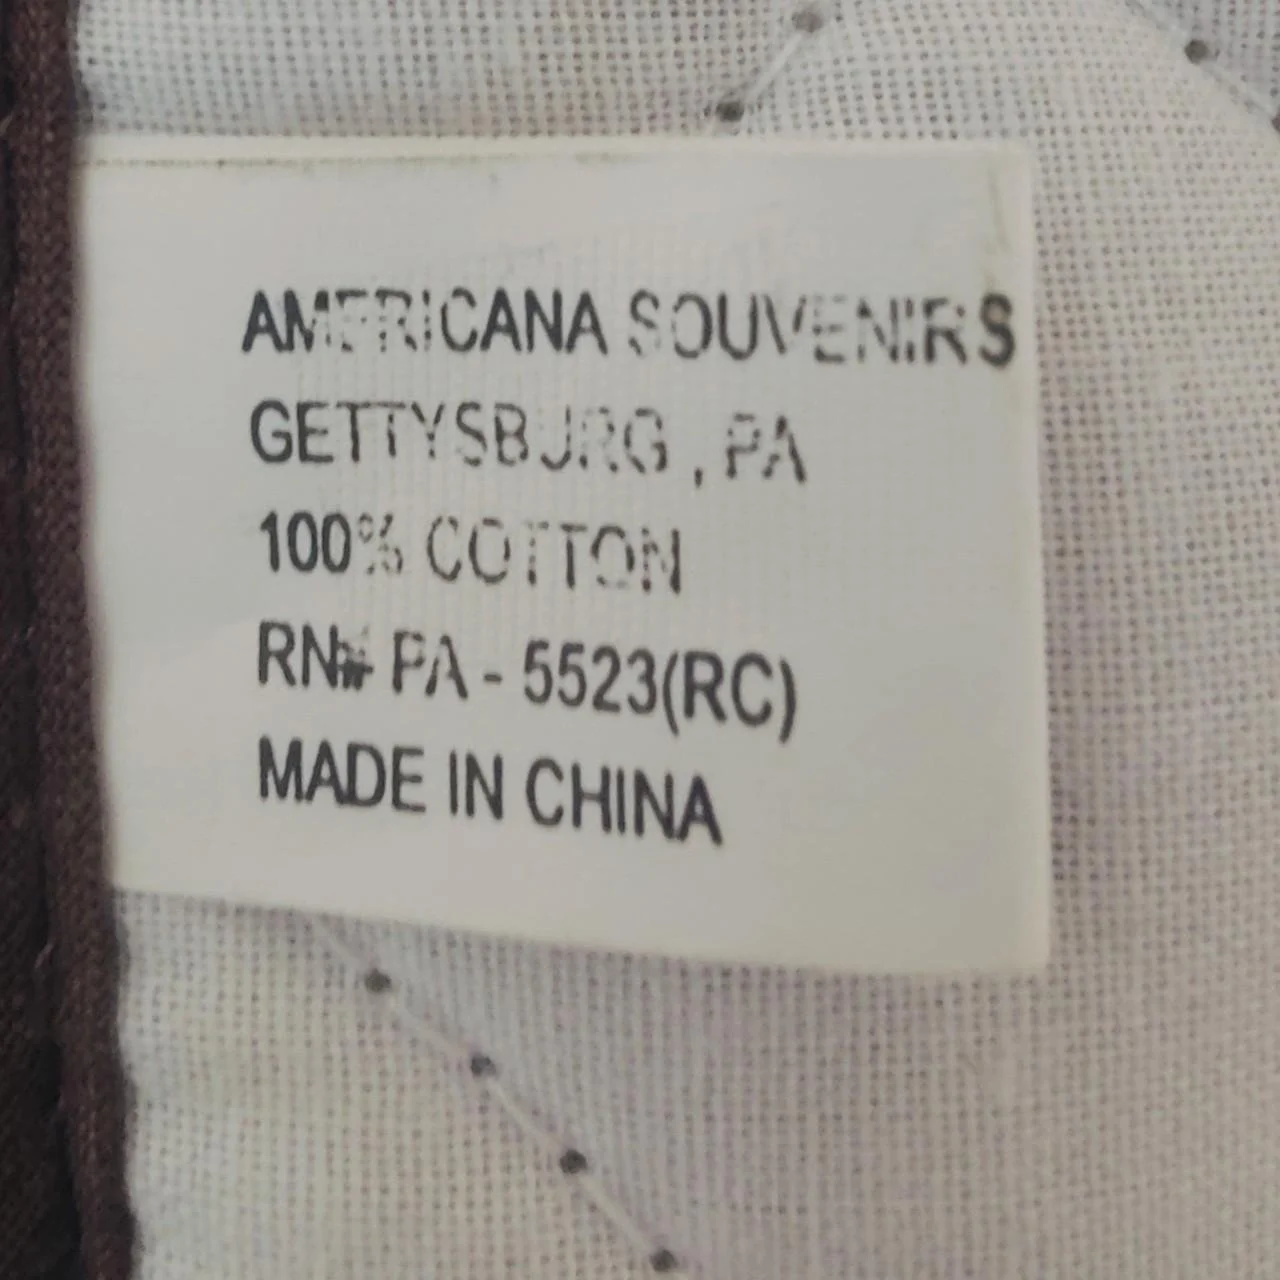 AMERICANA SOUVENIRS
GETTYSBURG , PA
100% COTTON
RN# PA - 5523(RC)
MADE IN CHINA